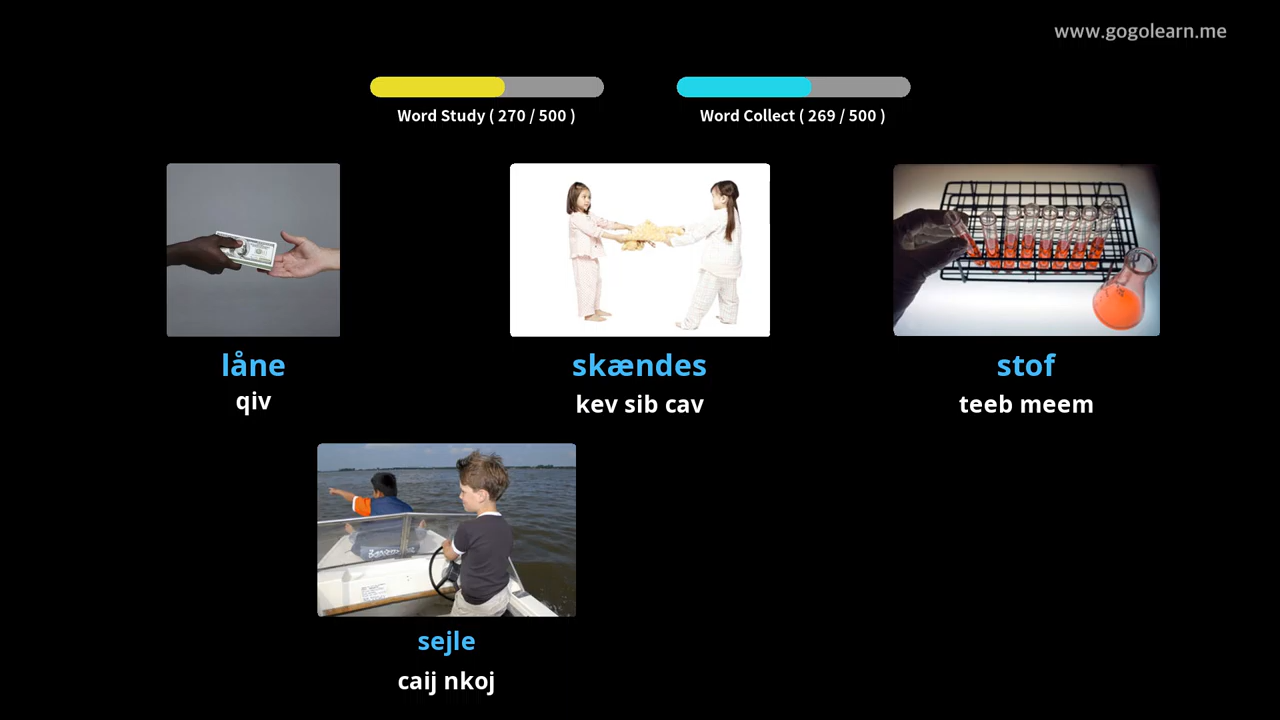 www.gogolearn.me
Word Study ( 270 / 500 )
Word Collect ( 269 / 500 )
låne
qiv
skændes
kev sib cav
stof
teeb meem
sejle
caij nkoj